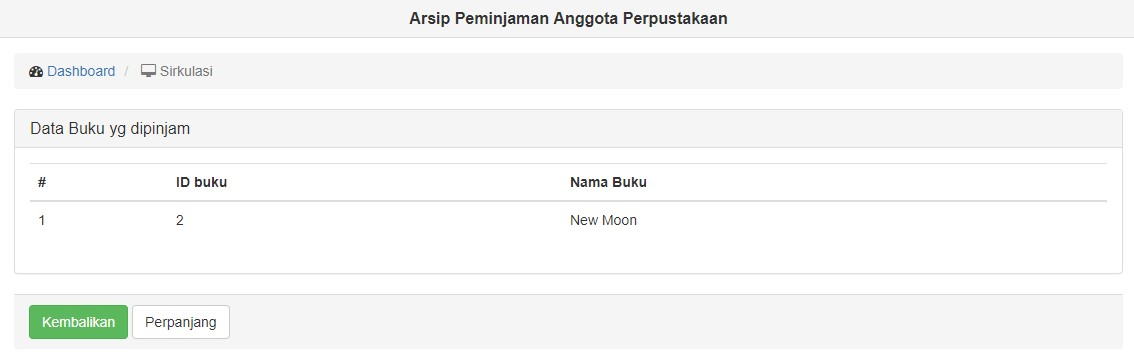 Arsip Peminjaman Anggota Perpustakaan
Dashboard / Sirkulasi
Data Buku yg dipinjam
# ID buku Nama Buku
1 2 New Moon
Kembalikan Perpanjang